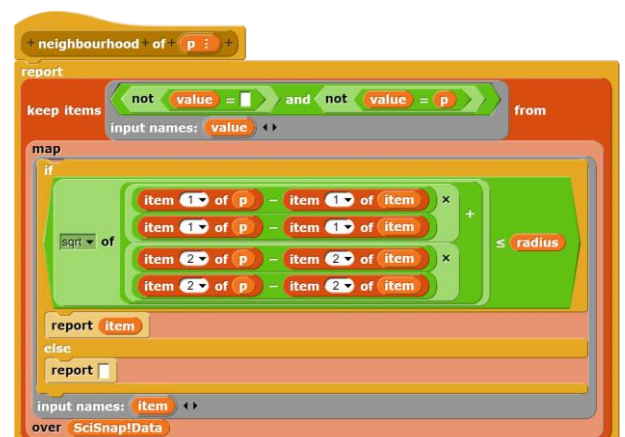 + neighbourhood + of + p ⋮ +
report
keep items not value = and not value = p from
input names: value
map
if
item 1 of p – item 1 of item ×
item 1 of p – item 1 of item +
sqrt of ≤ radius
item 2 of p – item 2 of item ×
item 2 of p – item 2 of item
report item
else
report
input names: item
over SciSnap!Data